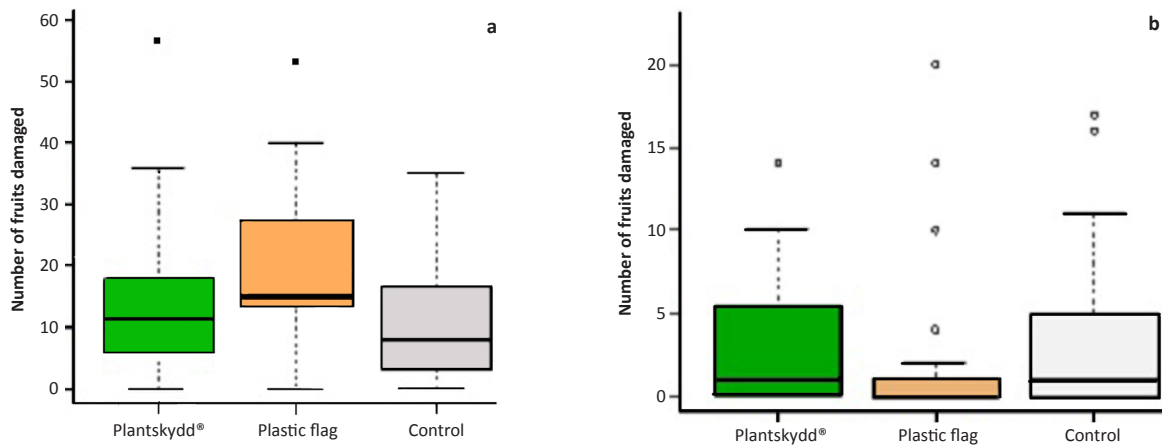 a
Number of fruits damaged
60
50
40
30
20
10
0
Plantskydd®
Plastic flag
Control
b
Number of fruits damaged
20
15
10
5
0
Plantskydd®
Plastic flag
Control